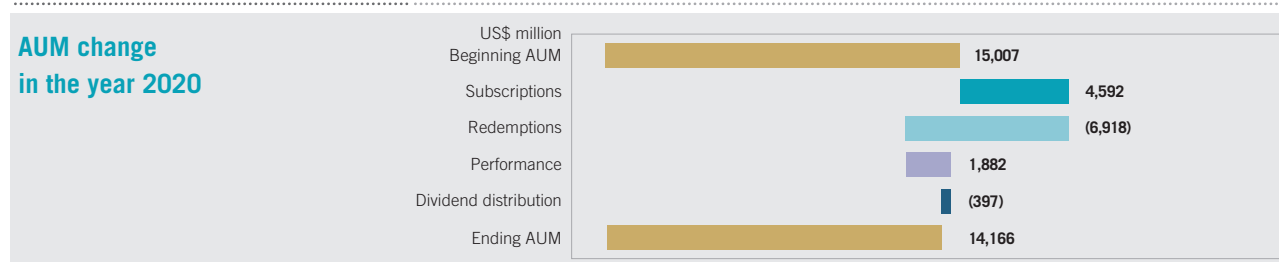 AUM change
in the year 2020
US$ million
Beginning AUM 15,007
Subscriptions 4,592
Redemptions (6,918)
Performance 1,882
Dividend distribution (397)
Ending AUM 14,166